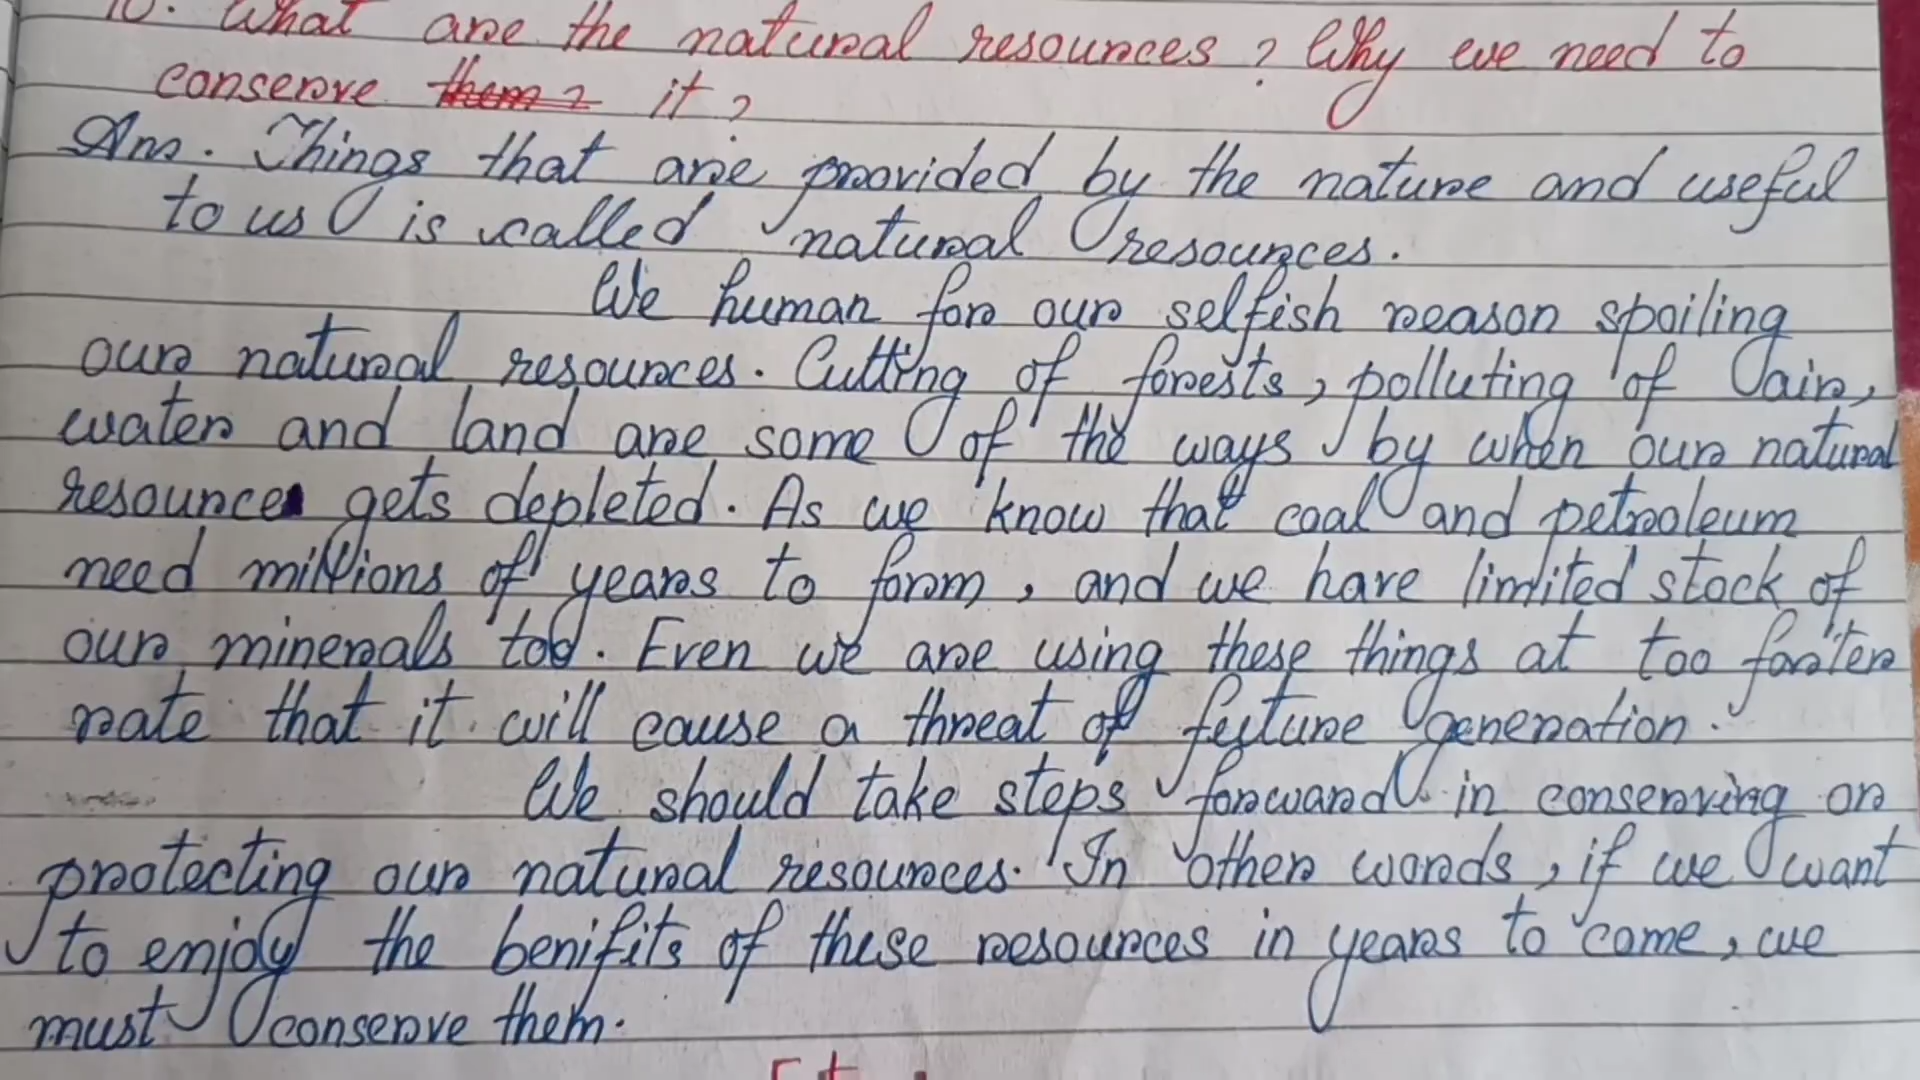 10. What are the natural resources? Why we need to
conserve them? it?
Ans. Things that are provided by the nature and useful
to us is called natural resources.
We human for our selfish reason spoiling
our natural resources. Cutting of forests, polluting of air,
water and land are some of the ways by when our natural
resource gets depleted. As we know that coal and petroleum
need millions of years to form, and we have limited stock of
our minerals too. Even we are using these things at too faster
rate that it will cause a threat of future generation.
We should take steps forward in conserving or
protecting our natural resources. In other words, if we want
to enjoy the benifits of these resources in years to come, we
must conserve them.